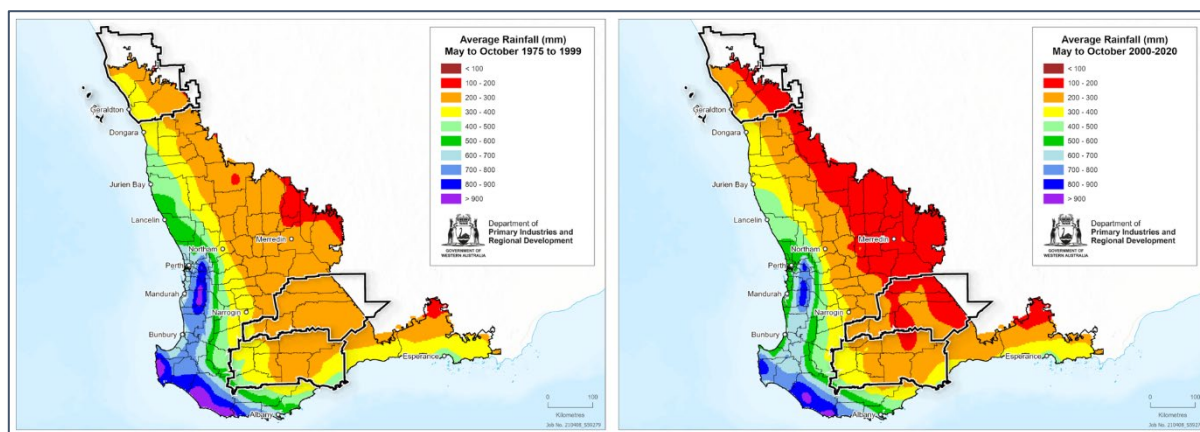 Average Rainfall (mm)
May to October 1975 to 1999
< 100
100 - 200
200 - 300
300 - 400
400 - 500
500 - 600
600 - 700
700 - 800
800 - 900
> 900
Department of
Primary Industries and
Regional Development
GOVERNMENT OF
WESTERN AUSTRALIA
Geraldton
Dongara
Jurien Bay
Lancelin
Northam
Merredin
Perth
Mandurah
Narrogin
Bunbury
Esperance
Albany
0 100
Kilometres
Job No. 210408_500279
Average Rainfall (mm)
May to October 2000-2020
< 100
100 - 200
200 - 300
300 - 400
400 - 500
500 - 600
600 - 700
700 - 800
800 - 900
> 900
Department of
Primary Industries and
Regional Development
GOVERNMENT OF
WESTERN AUSTRALIA
Geraldton
Dongara
Jurien Bay
Lancelin
Northam
Merredin
Perth
Mandurah
Narrogin
Bunbury
Esperance
Albany
0 100
Kilometres